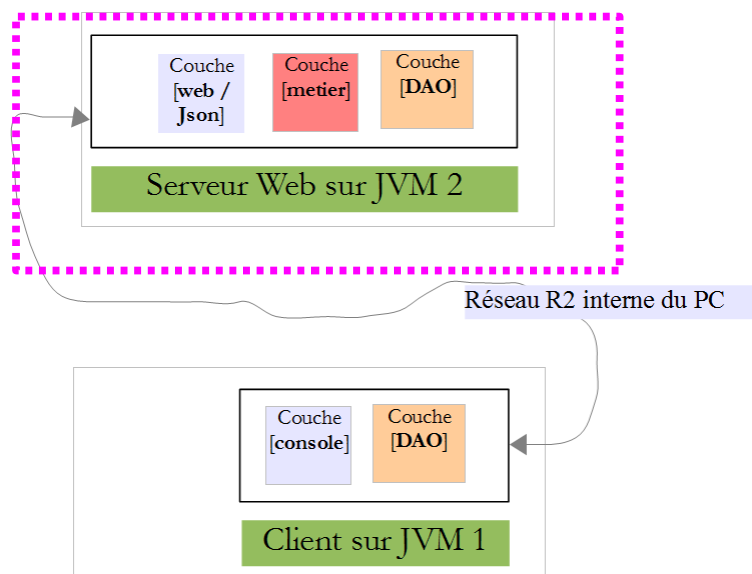 Couche
[web /
Json]
Couche
[metier]
Couche
[DAO]
Serveur Web sur JVM 2
Réseau R2 interne du PC
Couche
[console]
Couche
[DAO]
Client sur JVM 1